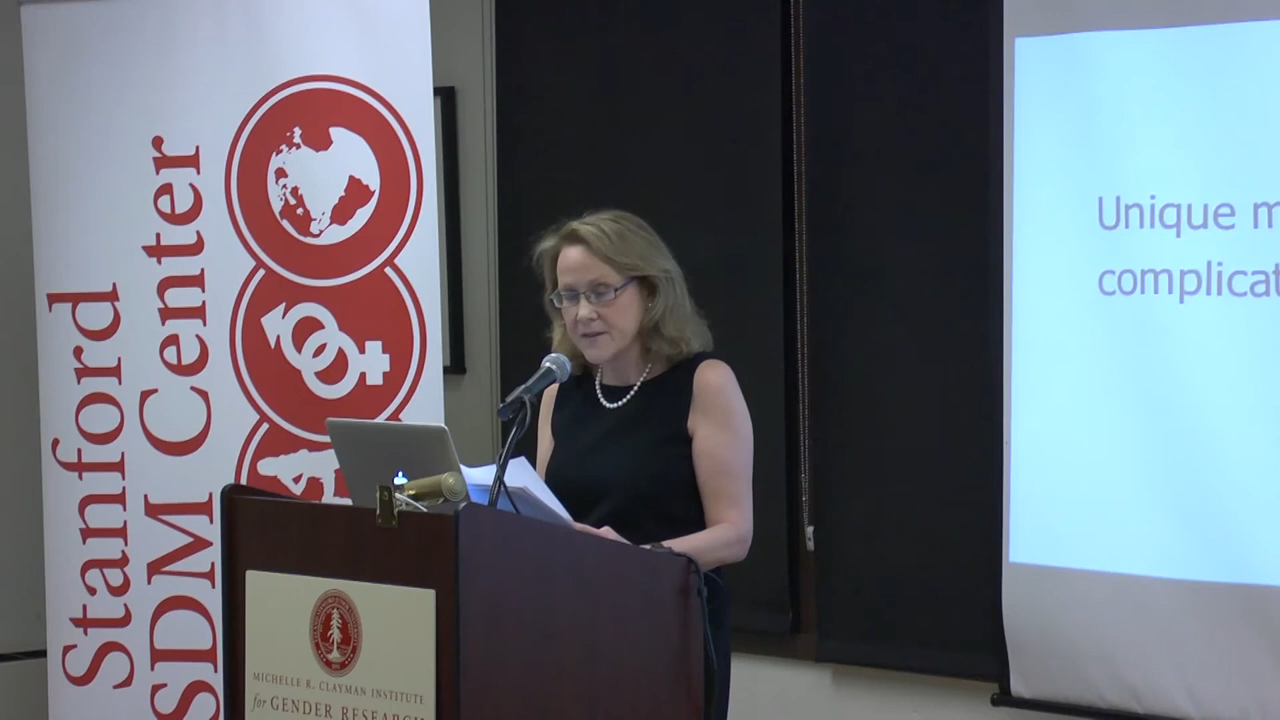 Stanford
SDM Center
MICHELLE R. CLAYMAN INSTITUTE
for GENDER RESEARCH
Unique m
complicat